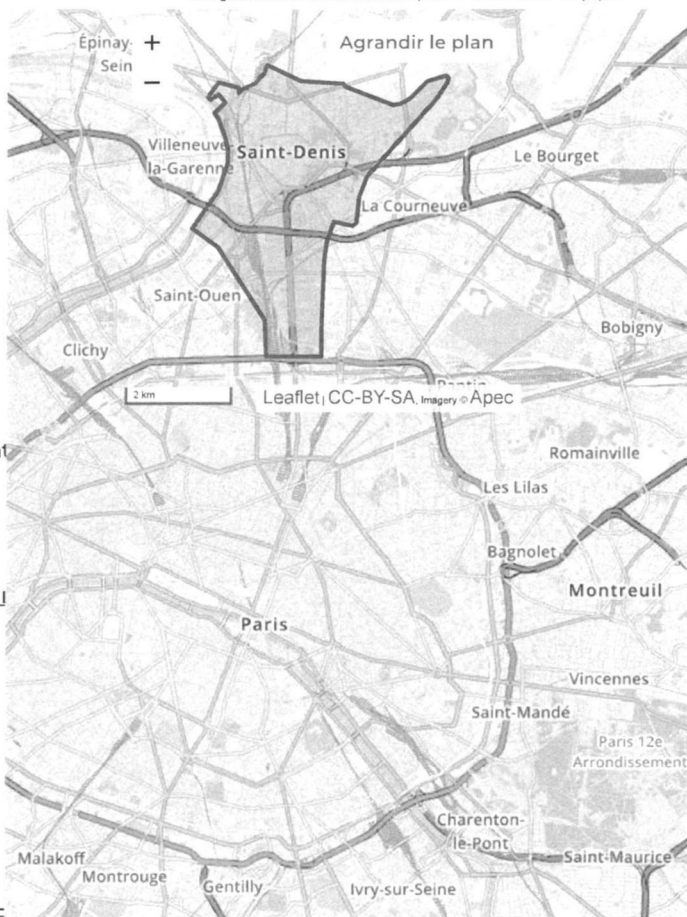 Épinay-
Sein
+
−
Agrandir le plan
Villeneuve-
la-Garenne
Saint-Denis
Le Bourget
La Courneuve
Saint-Ouen
Bobigny
Clichy
2 km
Leaflet | CC-BY-SA, Imagery © Apec
Pantin
Romainville
Les Lilas
Bagnolet
Montreuil
Paris
Vincennes
Saint-Mandé
Paris 12e
Arrondissement
Charenton-
le-Pont
Saint-Maurice
Malakoff
Montrouge
Gentilly
Ivry-sur-Seine